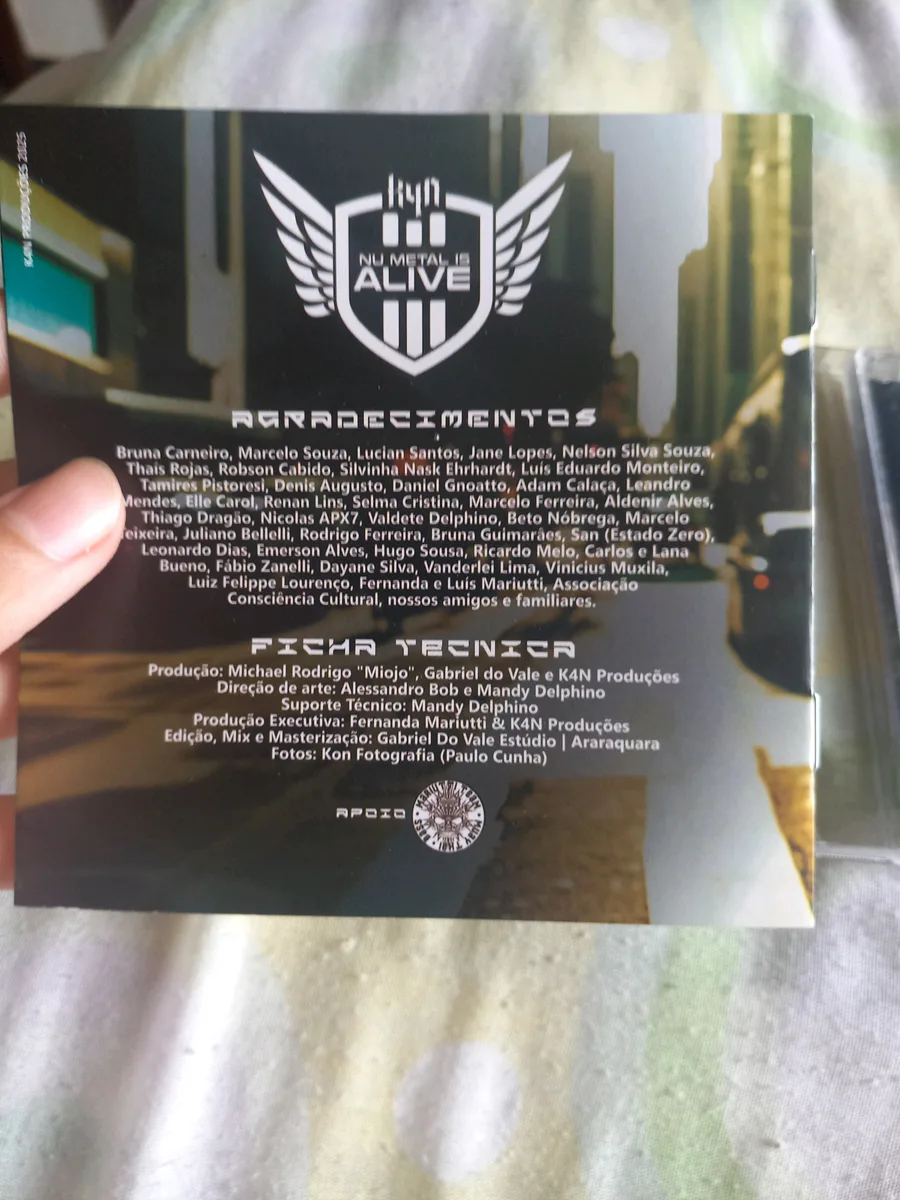 K4N PRODUÇÕES 2025
kyn
NU METAL IS
ALIVE
AGRADECIMENTOS
Bruna Carneiro, Marcelo Souza, Lucian Santos, Jane Lopes, Nelson Silva Souza,
Thais Rojas, Robson Cabido, Silvinha Nask Ehrhardt, Luís Eduardo Monteiro,
Tamires Pistoresi, Denis Augusto, Daniel Gnoatto, Adam Calaça, Leandro
Mendes, Elle Carol, Renan Lins, Selma Cristina, Marcelo Ferreira, Aldenir Alves,
Thiago Dragão, Nicolas APX7, Valdete Delphino, Beto Nóbrega, Marcelo
Teixeira, Juliano Bellelli, Rodrigo Ferreira, Bruna Guimarães, San (Estado Zero),
Leonardo Dias, Emerson Alves, Hugo Sousa, Ricardo Melo, Carlos e Lana
Bueno, Fábio Zanelli, Dayane Silva, Vanderlei Lima, Vinícius Muxila,
Luiz Felippe Lourenço, Fernanda e Luís Mariutti, Associação
Consciência Cultural, nossos amigos e familiares.
FICHA TECNICA
Produção: Michael Rodrigo "Miojo", Gabriel do Vale e K4N Produções
Direção de arte: Alessandro Bob e Mandy Delphino
Suporte Técnico: Mandy Delphino
Produção Executiva: Fernanda Mariutti & K4N Produções
Edição, Mix e Masterização: Gabriel Do Vale Estúdio | Araraquara
Fotos: Kon Fotografia (Paulo Cunha)
APOIO